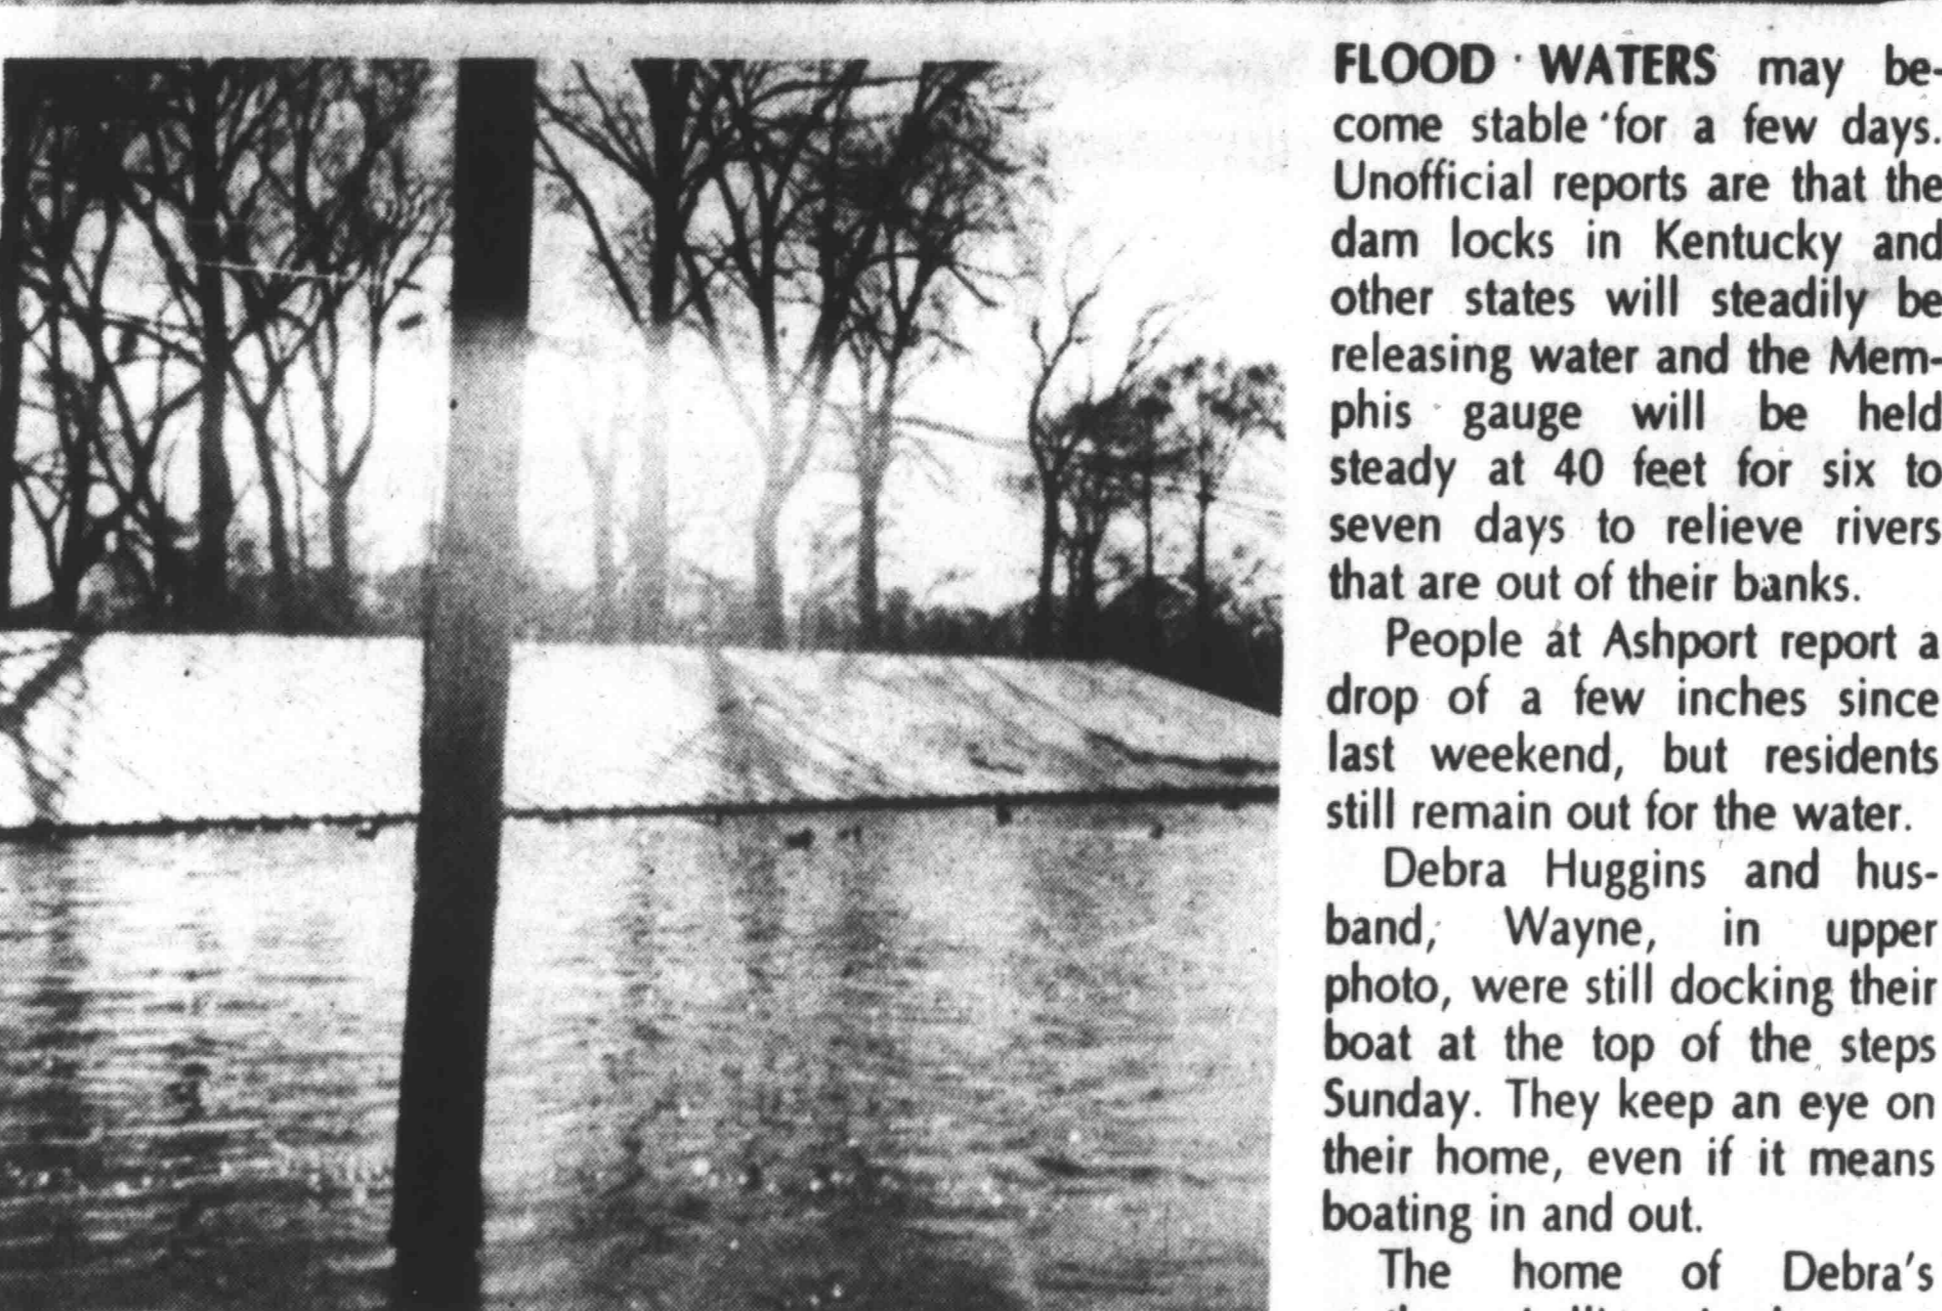 FLOOD WATERS may be-
come stable for a few days.
Unofficial reports are that the
dam locks in Kentucky and
other states will steadily be
releasing water and the Mem-
phis gauge will be held
steady at 40 feet for six to
seven days to relieve rivers
that are out of their banks.
People at Ashport report a
drop of a few inches since
last weekend, but residents
still remain out for the water.
Debra Huggins and hus-
band, Wayne, in upper
photo, were still docking their
boat at the top of the steps
Sunday. They keep an eye on
their home, even if it means
boating in and out.
The home of Debra's